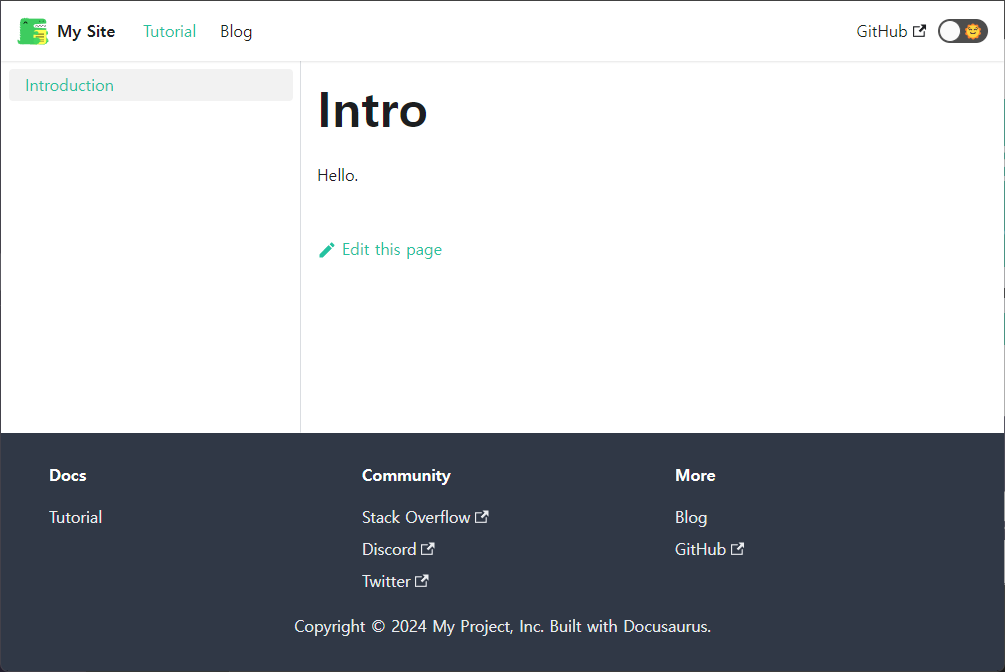 My Site Tutorial Blog GitHub
Introduction
Intro
Hello.
Edit this page
Docs Community More
Tutorial Stack Overflow Blog
Discord GitHub
Twitter
Copyright © 2024 My Project, Inc. Built with Docusaurus.